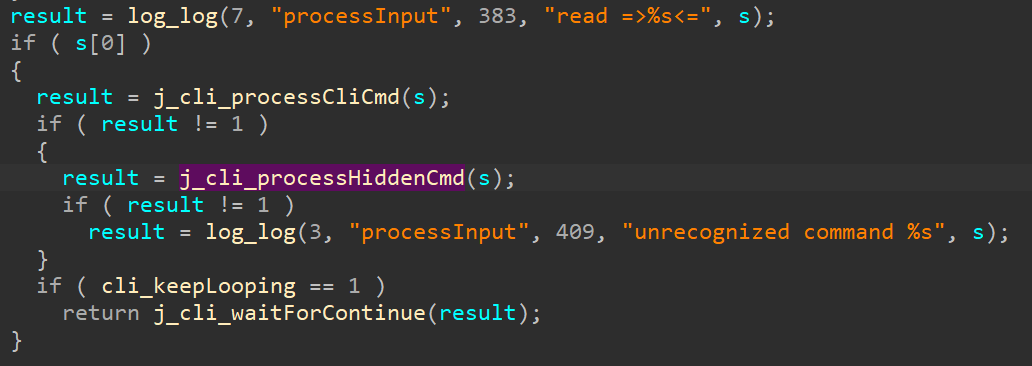 result = log_log(7, "processInput", 383, "read =>%s<=", s);
if ( s[0] )
{
  result = j_cli_processCliCmd(s);
  if ( result != 1 )
  {
    result = j_cli_processHiddenCmd(s);
    if ( result != 1 )
      result = log_log(3, "processInput", 409, "unrecognized command %s", s);
  }
  if ( cli_keepLooping == 1 )
    return j_cli_waitForContinue(result);
}